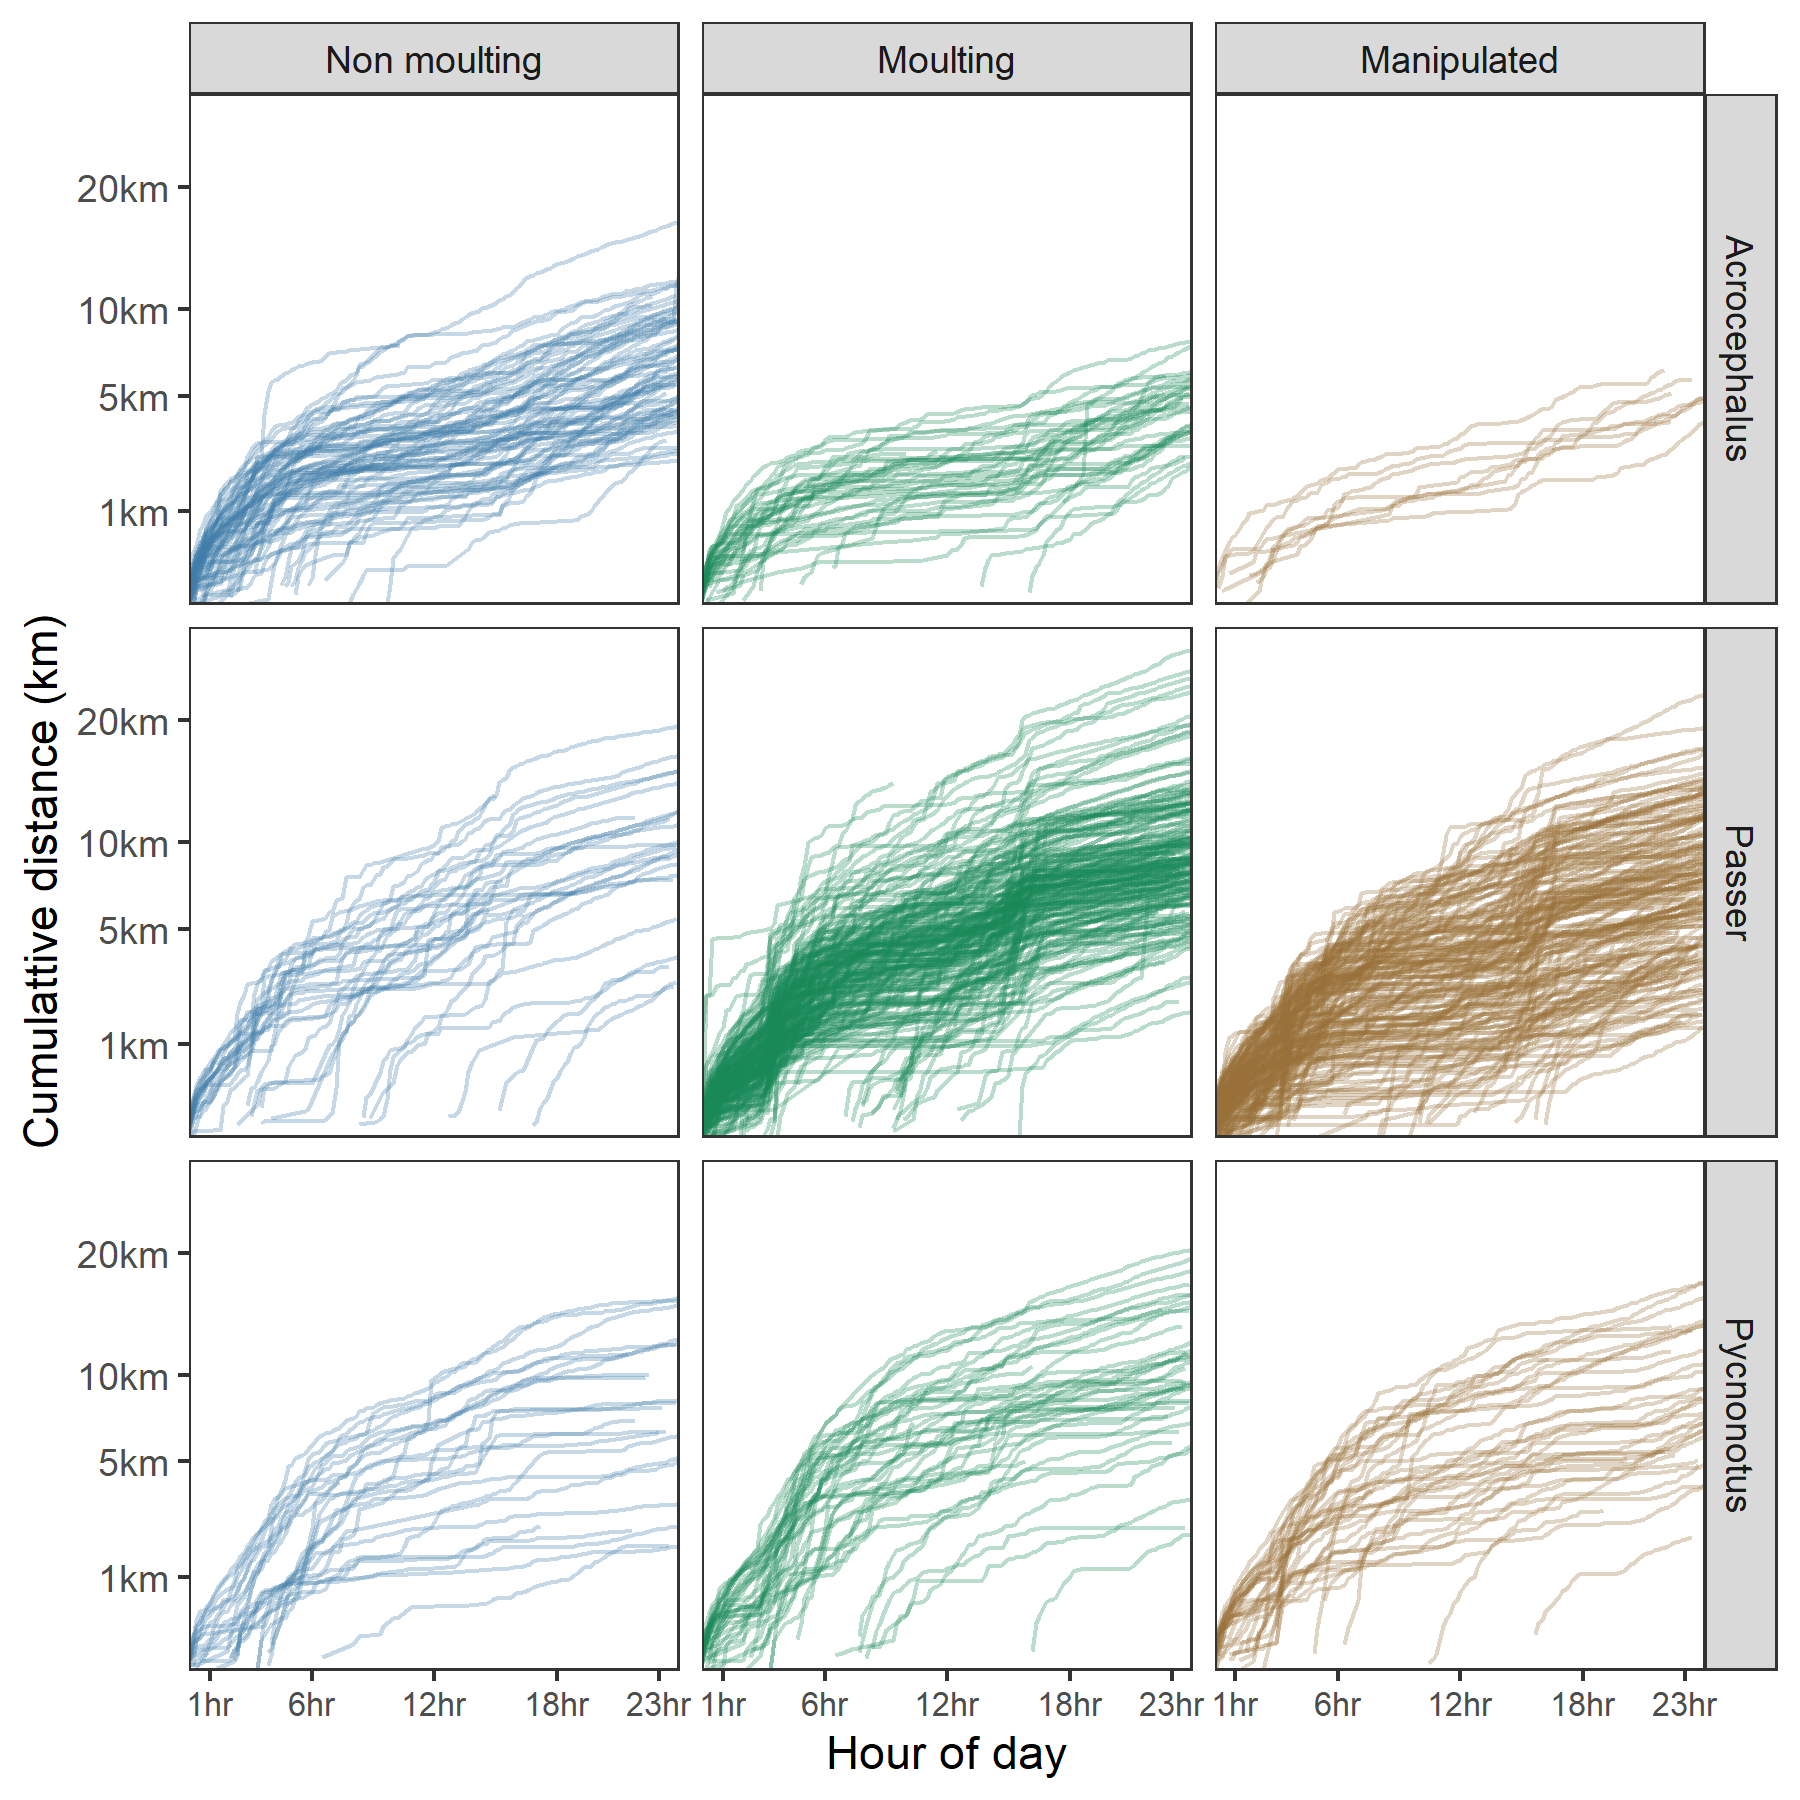 Non moulting
Moulting
Manipulated
20km
10km
5km
1km
Acrocephalus
Cumulattive distance (km)
20km
10km
5km
1km
Passer
20km
10km
5km
1km
Pycnonotus
1hr 6hr 12hr 18hr 23hr
1hr 6hr 12hr 18hr 23hr
1hr 6hr 12hr 18hr 23hr
Hour of day